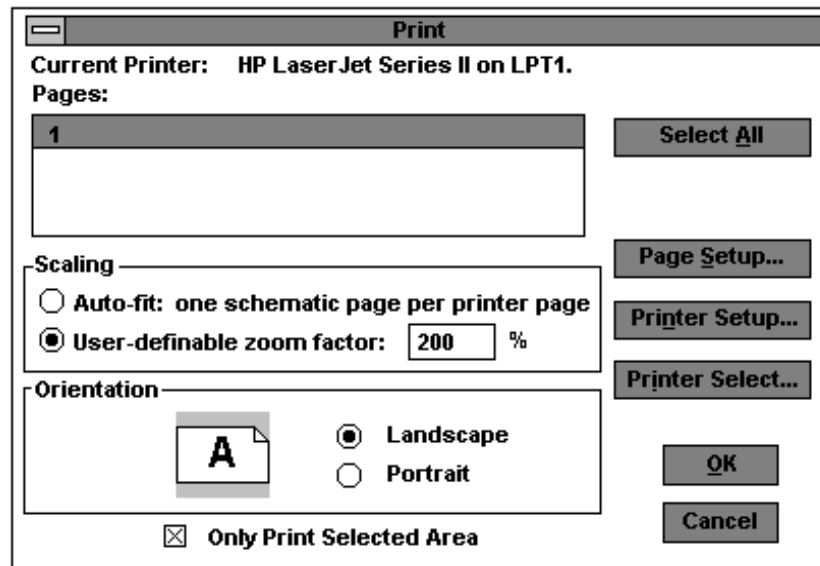 Print
Current Printer: HP LaserJet Series II on LPT1.
Pages:
1
Select All
Page Setup...
Scaling
Auto-fit: one schematic page per printer page
User-definable zoom factor: 200 %
Printer Setup...
Printer Select...
Orientation
A
Landscape
Portrait
OK
Cancel
Only Print Selected Area